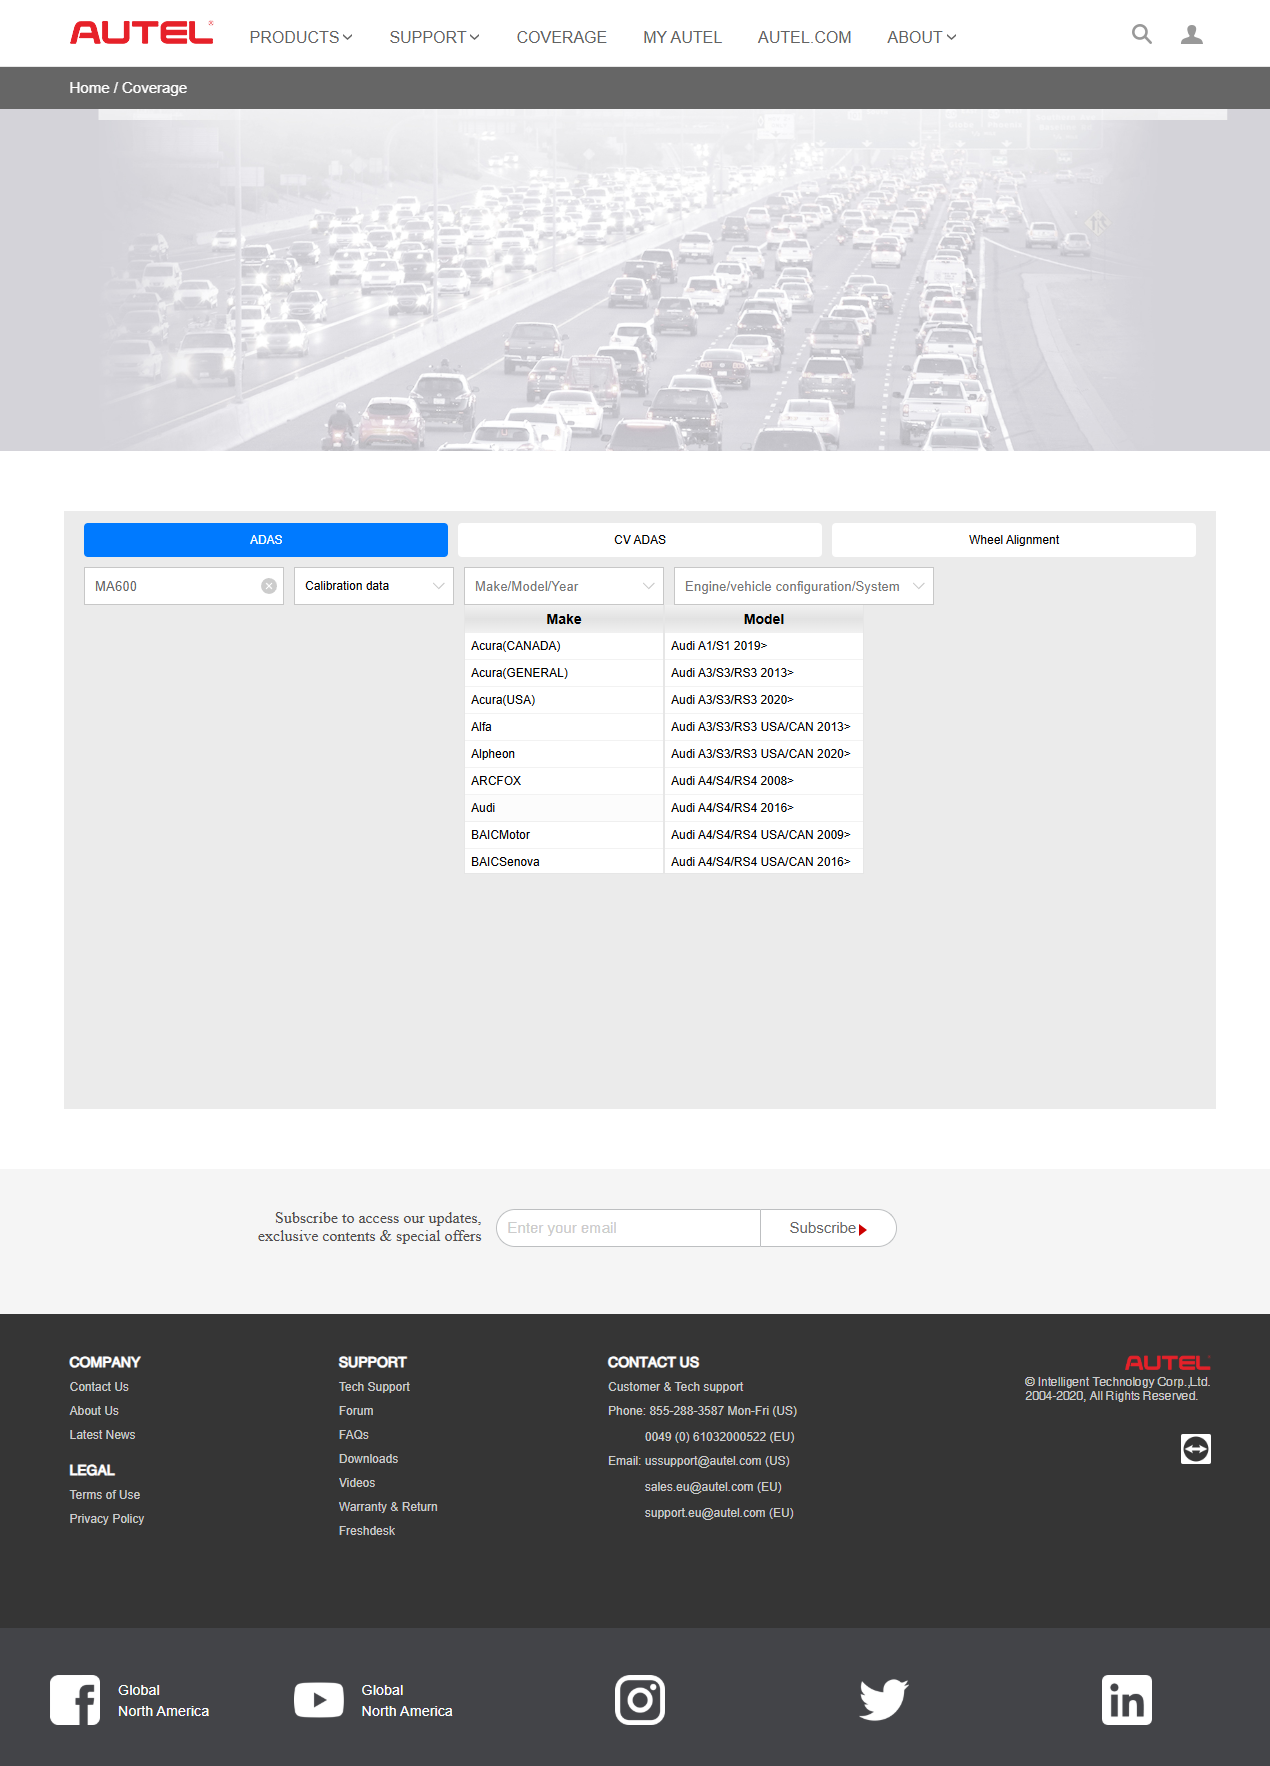 AUTEL®
PRODUCTS
SUPPORT
COVERAGE
MY AUTEL
AUTEL.COM
ABOUT
Home / Coverage
ADAS
CV ADAS
Wheel Alignment
MA600
Calibration data
Make/Model/Year
Engine/vehicle configuration/System
Make
Model
Acura(CANADA)
Audi A1/S1 2019>
Acura(GENERAL)
Audi A3/S3/RS3 2013>
Acura(USA)
Audi A3/S3/RS3 2020>
Alfa
Audi A3/S3/RS3 USA/CAN 2013>
Alpheon
Audi A3/S3/RS3 USA/CAN 2020>
ARCFOX
Audi A4/S4/RS4 2008>
Audi
Audi A4/S4/RS4 2016>
BAICMotor
Audi A4/S4/RS4 USA/CAN 2009>
BAICSenova
Audi A4/S4/RS4 USA/CAN 2016>
Subscribe to access our updates,
exclusive contents & special offers
Enter your email
Subscribe
COMPANY
Contact Us
About Us
Latest News
LEGAL
Terms of Use
Privacy Policy
SUPPORT
Tech Support
Forum
FAQs
Downloads
Videos
Warranty & Return
Freshdesk
CONTACT US
Customer & Tech support
Phone: 855-288-3587 Mon-Fri (US)
0049 (0) 61032000522 (EU)
Email: ussupport@autel.com (US)
sales.eu@autel.com (EU)
support.eu@autel.com (EU)
AUTEL
© Intelligent Technology Corp.,Ltd.
2004-2020, All Rights Reserved.
Global
North America
Global
North America